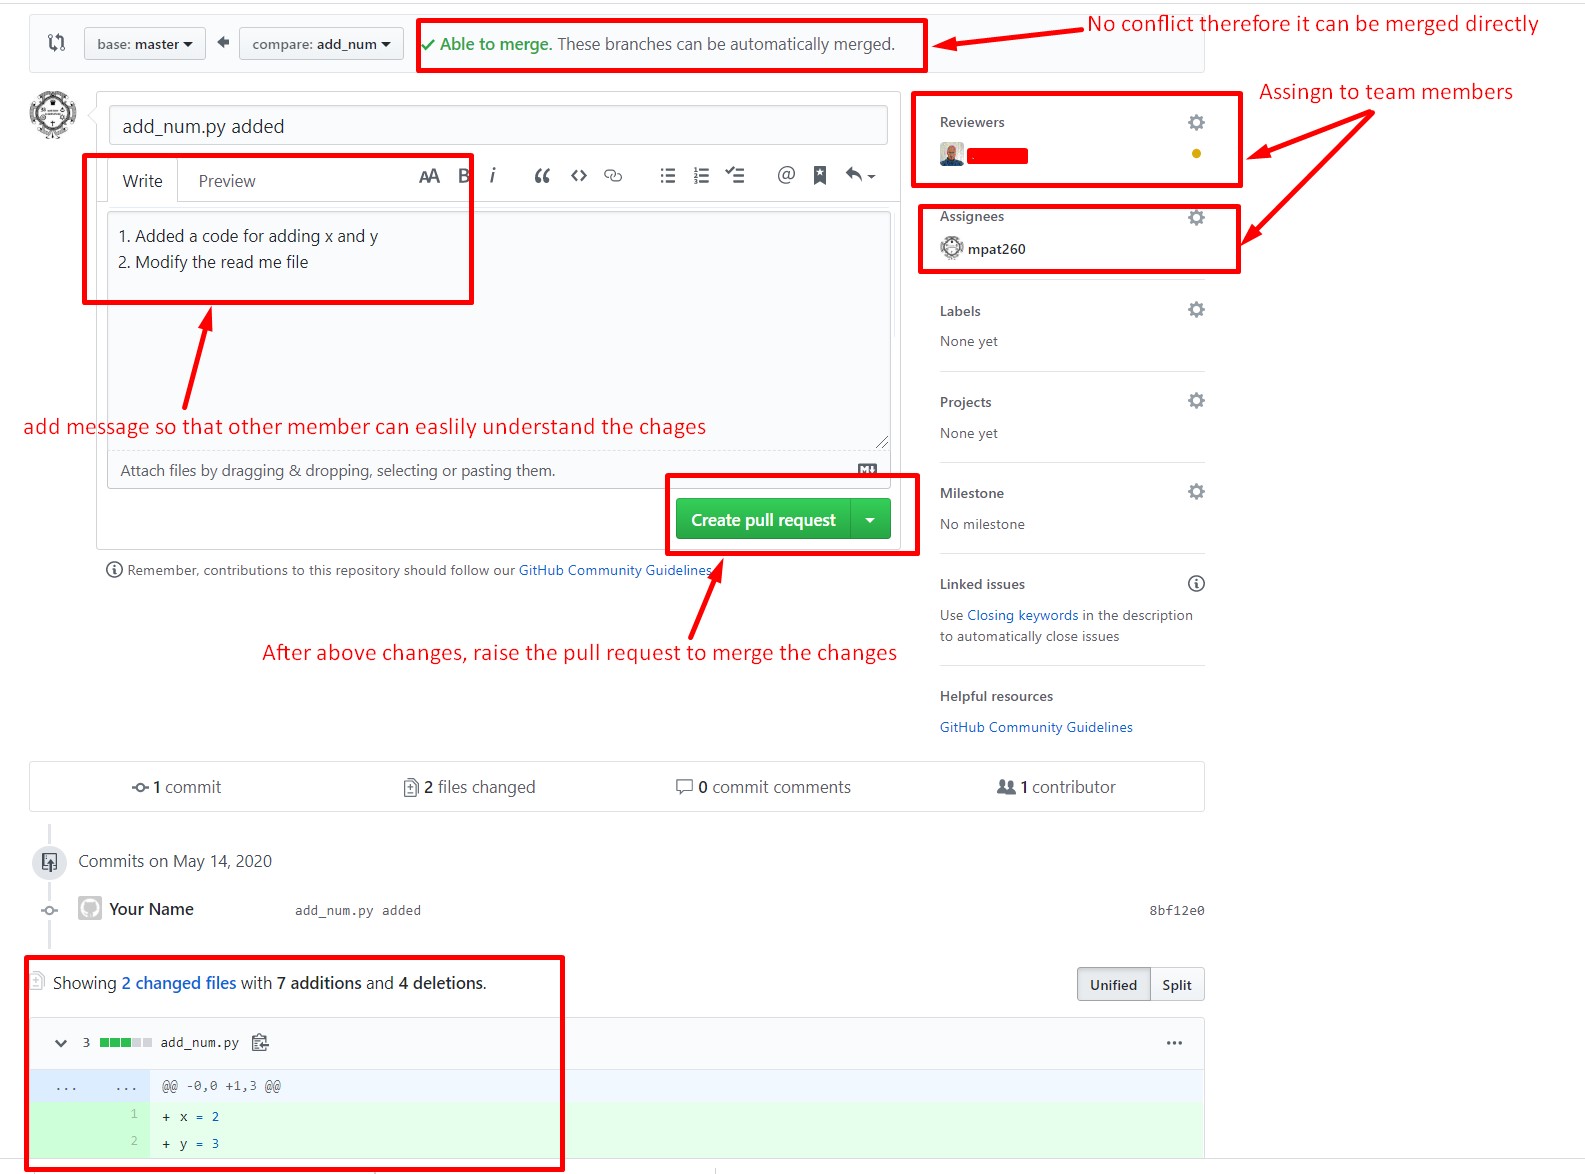 No conflict therefore it can be merged directly
base: master
compare: add_num
Able to merge. These branches can be automatically merged.
Assingn to team members
add_num.py added
Reviewers
Write Preview
AA B i
Assignees
mpat260
1. Added a code for adding x and y
2. Modify the read me file
Labels
None yet
Projects
None yet
add message so that other member can easlily understand the chages
Attach files by dragging & dropping, selecting or pasting them.
Milestone
No milestone
Create pull request
Remember, contributions to this repository should follow our GitHub Community Guidelines
Linked issues
Use Closing keywords in the description
to automatically close issues
After above changes, raise the pull request to merge the changes
Helpful resources
GitHub Community Guidelines
1 commit
2 files changed
0 commit comments
1 contributor
Commits on May 14, 2020
Your Name add_num.py added 8bf12e0
Showing 2 changed files with 7 additions and 4 deletions.
Unified Split
3 add_num.py
... ... @@ -0,0 +1,3 @@
1 + x = 2
2 + y = 3